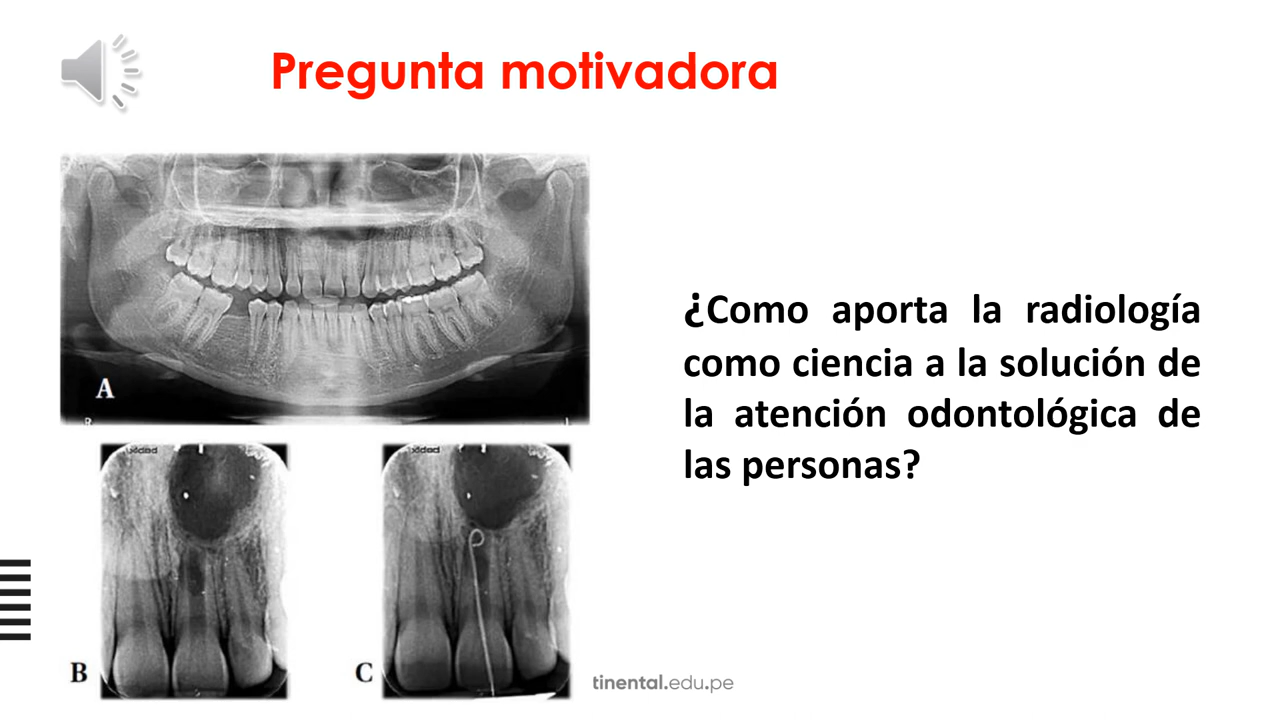 Pregunta motivadora
¿Como aporta la radiología
como ciencia a la solución de
la atención odontológica de
las personas?
A
R
L
B
C
tinental.edu.pe